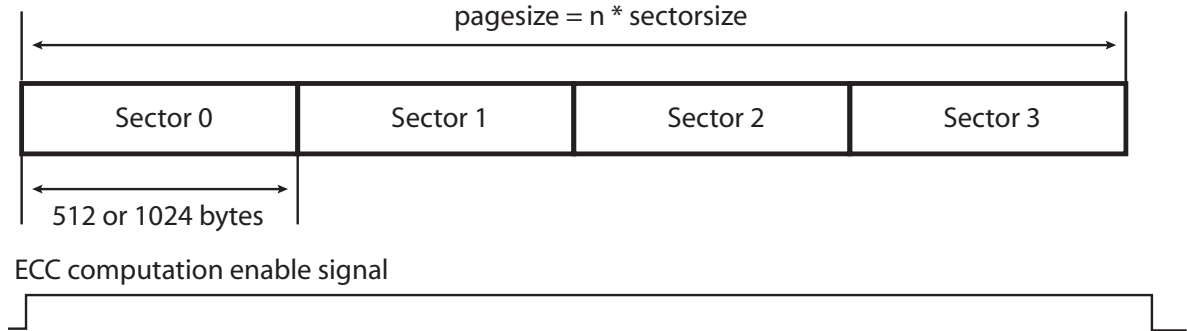 pagesize = n * sectorsize
Sector 0 Sector 1 Sector 2 Sector 3
512 or 1024 bytes
ECC computation enable signal